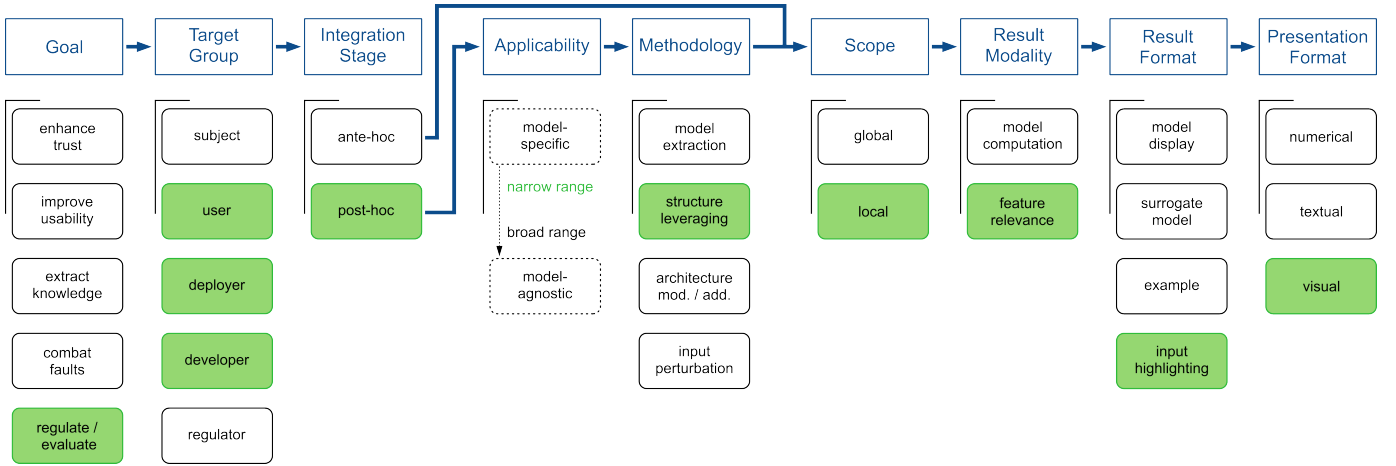 Goal
Target
Group
Integration
Stage
Applicability
Methodology
Scope
Result
Modality
Result
Format
Presentation
Format
enhance
trust
improve
usability
extract
knowledge
combat
faults
regulate /
evaluate
subject
user
deployer
developer
regulator
ante-hoc
post-hoc
model-
specific
narrow range
broad range
model-
agnostic
model
extraction
structure
leveraging
architecture
mod. / add.
input
perturbation
global
local
model
computation
feature
relevance
model
display
surrogate
model
example
input
highlighting
numerical
textual
visual